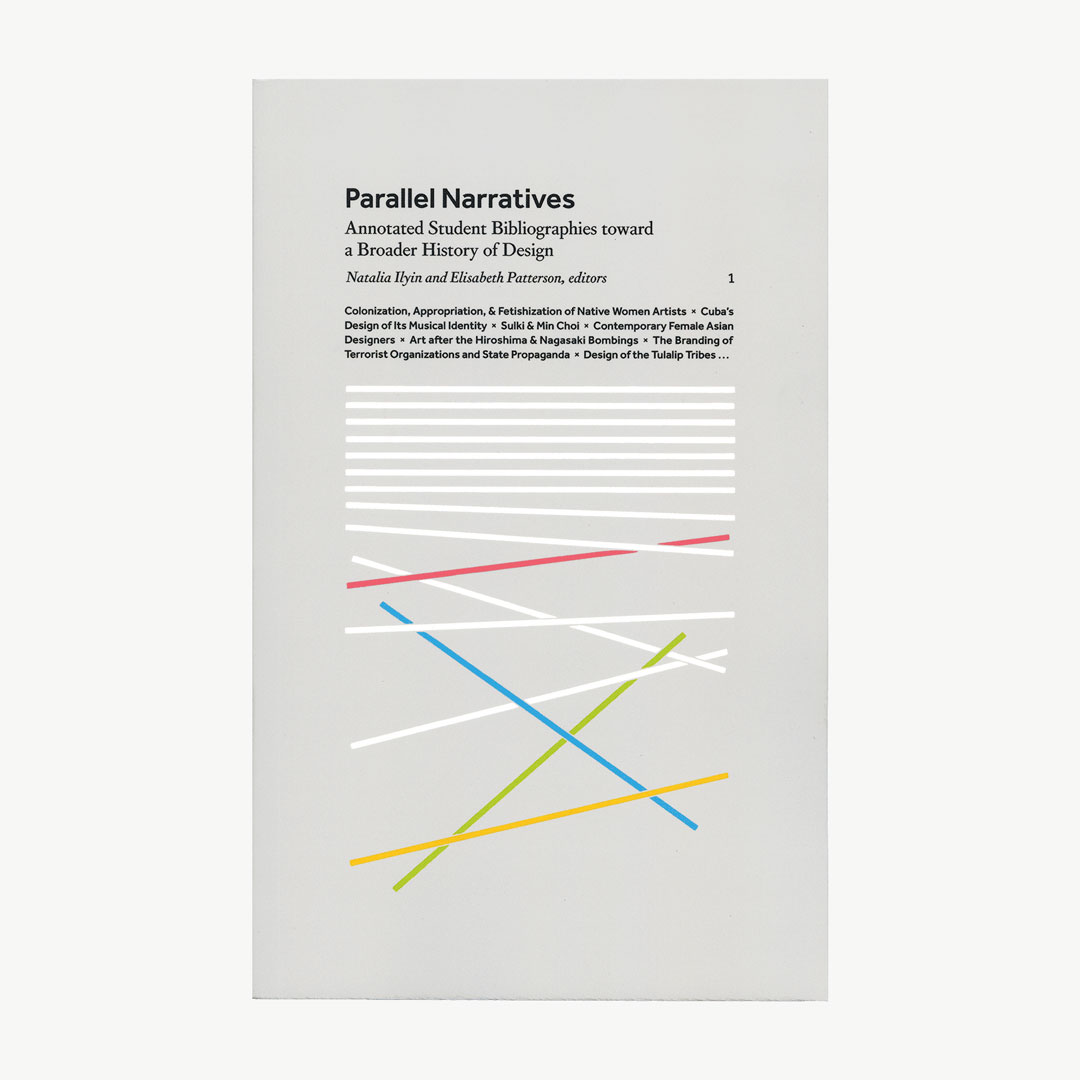 Parallel Narratives
Annotated Student Bibliographies toward
a Broader History of Design
Natalia Ilyin and Elisabeth Patterson, editors 1
Colonization, Appropriation, & Fetishization of Native Women Artists × Cuba's
Design of Its Musical Identity × Sulki & Min Choi × Contemporary Female Asian
Designers × Art after the Hiroshima & Nagasaki Bombings × The Branding of
Terrorist Organizations and State Propaganda × Design of the Tulalip Tribes ...